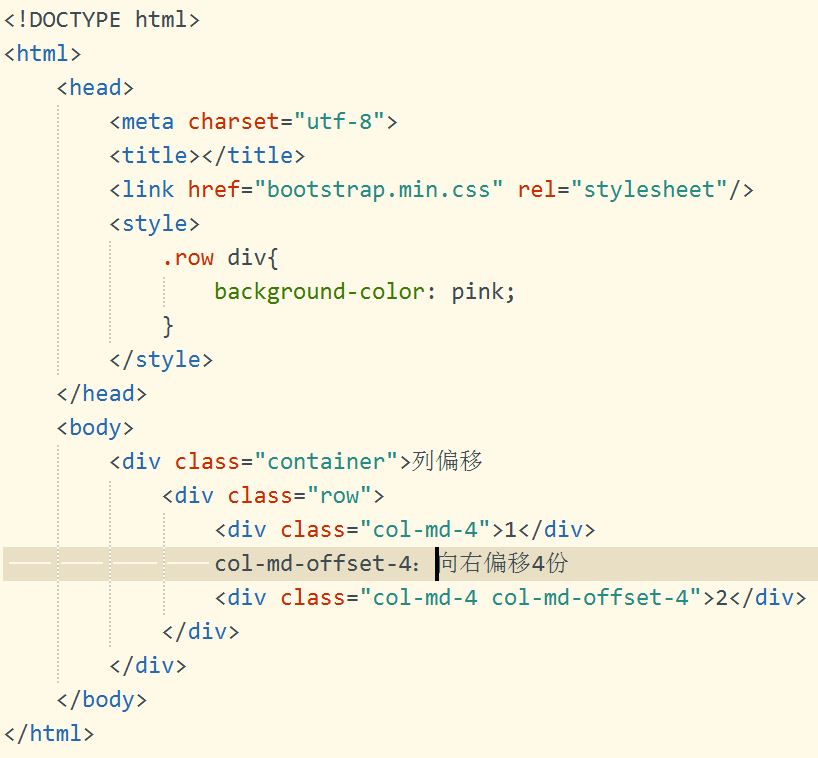 <!DOCTYPE html>
<html>
    <head>
        <meta charset="utf-8">
        <title></title>
        <link href="bootstrap.min.css" rel="stylesheet"/>
        <style>
            .row div{
                background-color: pink;
            }
        </style>
    </head>
    <body>
        <div class="container">列偏移
            <div class="row">
                <div class="col-md-4">1</div>
                col-md-offset-4：向右偏移4份
                <div class="col-md-4 col-md-offset-4">2</div>
            </div>
        </div>
    </body>
</html>